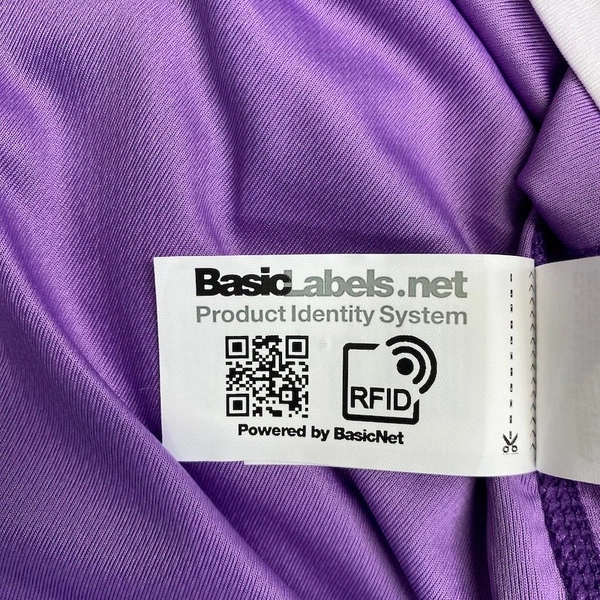 BasicLabels.net
Product Identity System
RFID
Powered by BasicNet